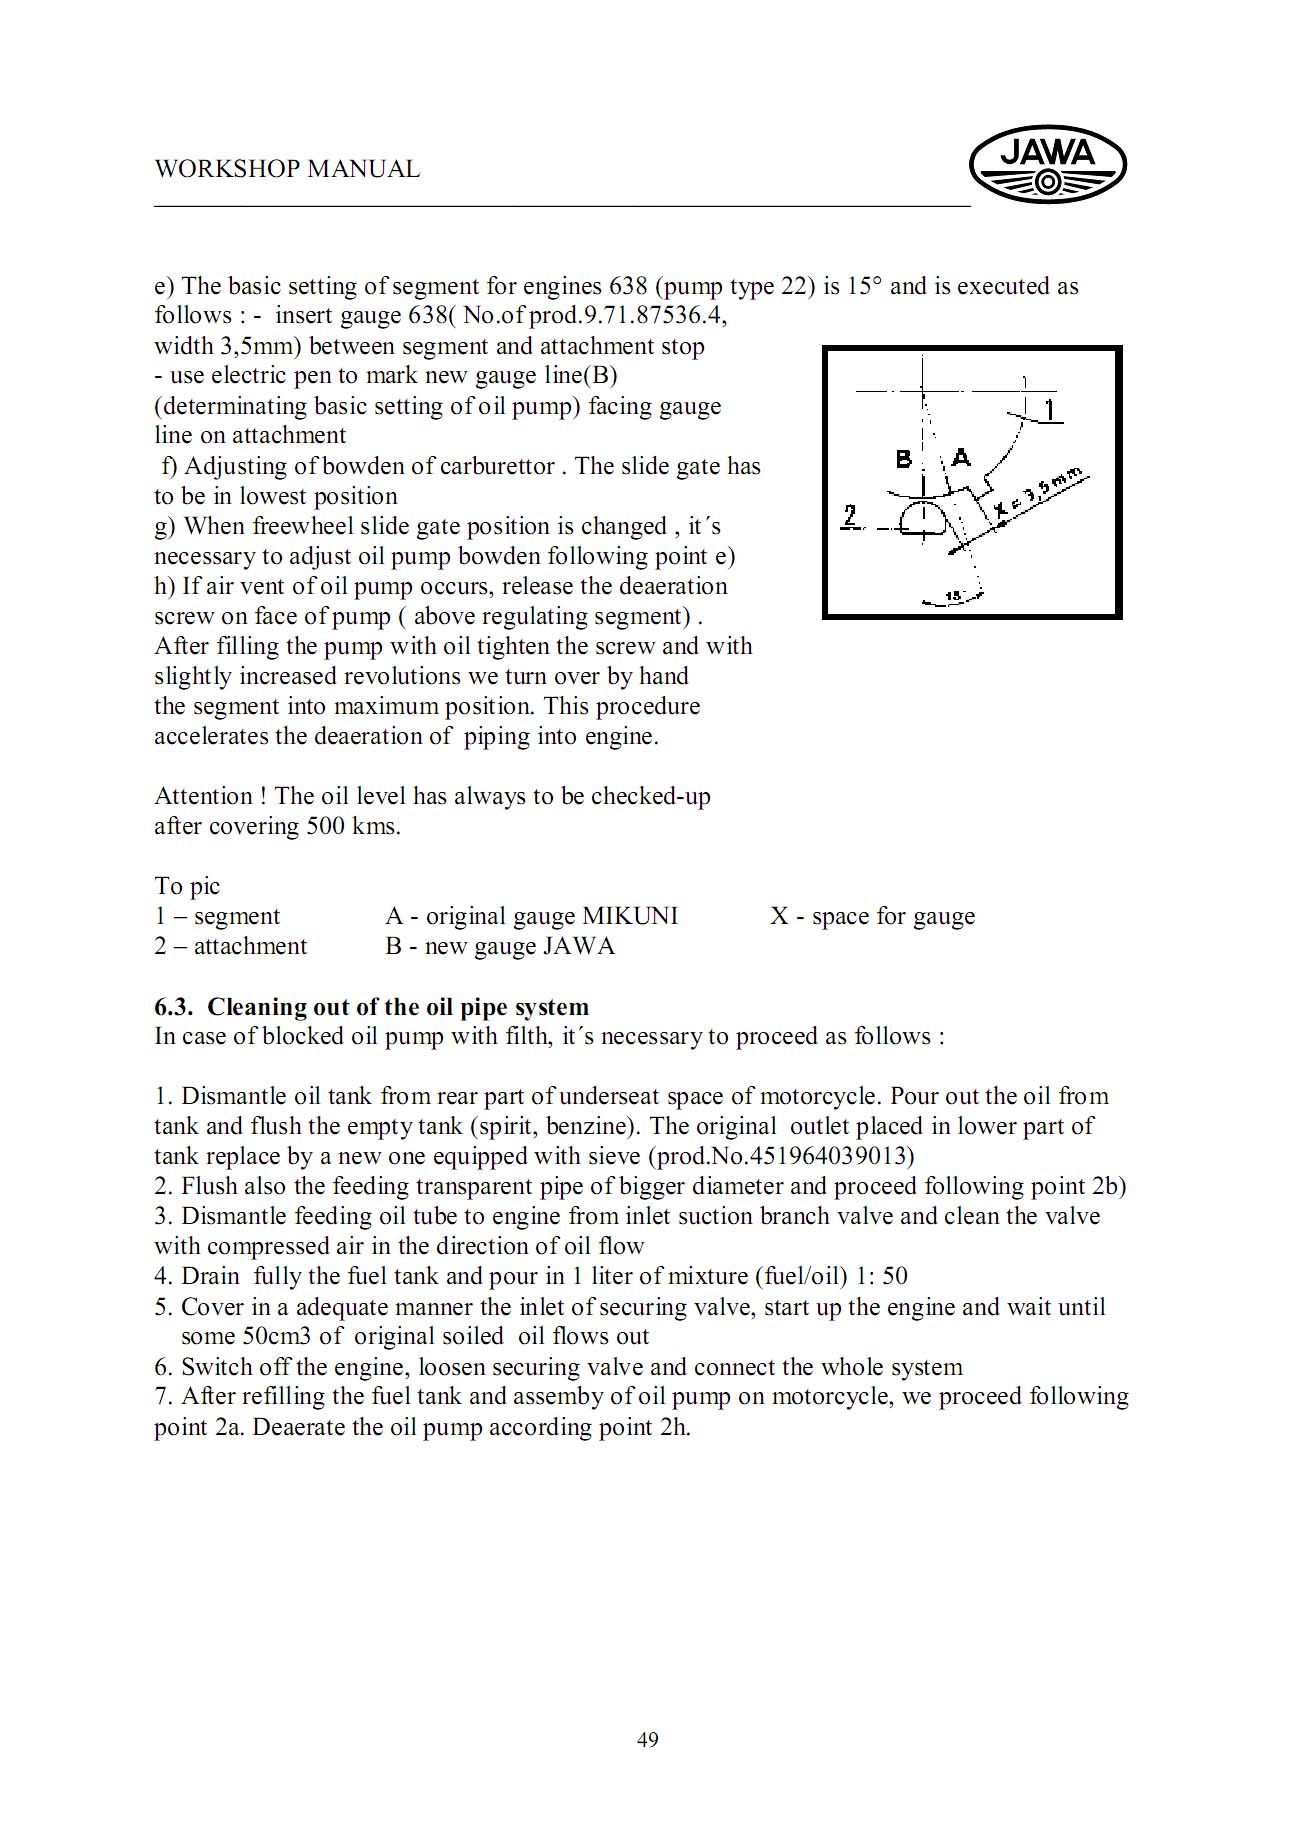 WORKSHOP MANUAL
JAWA
e) The basic setting of segment for engines 638 (pump type 22) is 15° and is executed as
follows : - insert gauge 638( No.of prod.9.71.87536.4,
width 3,5mm) between segment and attachment stop
- use electric pen to mark new gauge line(B)
(determinating basic setting of oil pump) facing gauge
line on attachment
f) Adjusting of bowden of carburettor . The slide gate has
to be in lowest position
g) When freewheel slide gate position is changed , it´s
necessary to adjust oil pump bowden following point e)
h) If air vent of oil pump occurs, release the deaeration
screw on face of pump ( above regulating segment) .
After filling the pump with oil tighten the screw and with
slightly increased revolutions we turn over by hand
the segment into maximum position. This procedure
accelerates the deaeration of piping into engine.
1
B A
X = 3,5mm
2
15°
Attention ! The oil level has always to be checked-up
after covering 500 kms.
To pic
1 – segment A - original gauge MIKUNI X - space for gauge
2 – attachment B - new gauge JAWA
6.3. Cleaning out of the oil pipe system
In case of blocked oil pump with filth, it´s necessary to proceed as follows :
1. Dismantle oil tank from rear part of underseat space of motorcycle. Pour out the oil from
tank and flush the empty tank (spirit, benzine). The original outlet placed in lower part of
tank replace by a new one equipped with sieve (prod.No.451964039013)
2. Flush also the feeding transparent pipe of bigger diameter and proceed following point 2b)
3. Dismantle feeding oil tube to engine from inlet suction branch valve and clean the valve
with compressed air in the direction of oil flow
4. Drain fully the fuel tank and pour in 1 liter of mixture (fuel/oil) 1: 50
5. Cover in a adequate manner the inlet of securing valve, start up the engine and wait until
some 50cm3 of original soiled oil flows out
6. Switch off the engine, loosen securing valve and connect the whole system
7. After refilling the fuel tank and assemby of oil pump on motorcycle, we proceed following
point 2a. Deaerate the oil pump according point 2h.
49